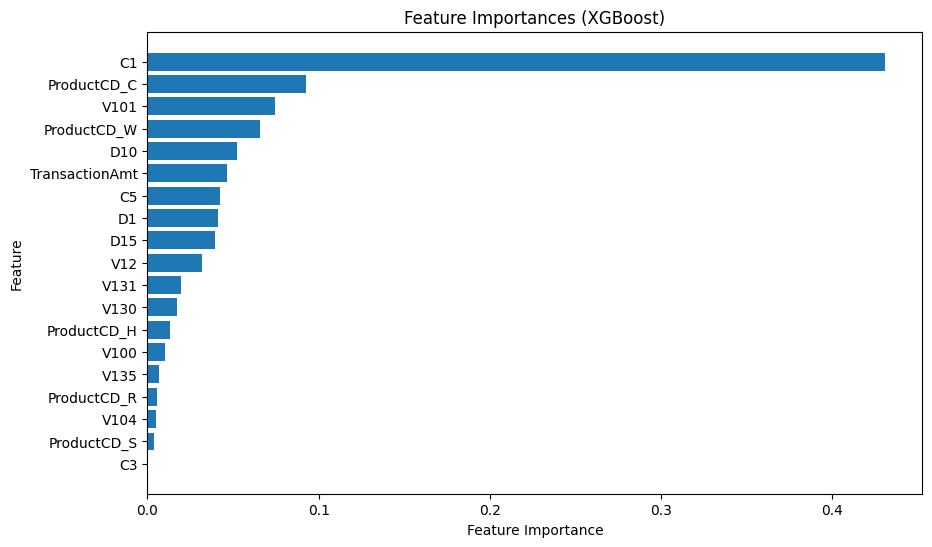 Feature Importances (XGBoost)
Feature
C1
ProductCD_C
V101
ProductCD_W
D10
TransactionAmt
C5
D1
D15
V12
V131
V130
ProductCD_H
V100
V135
ProductCD_R
V104
ProductCD_S
C3
0.0 0.1 0.2 0.3 0.4
Feature Importance